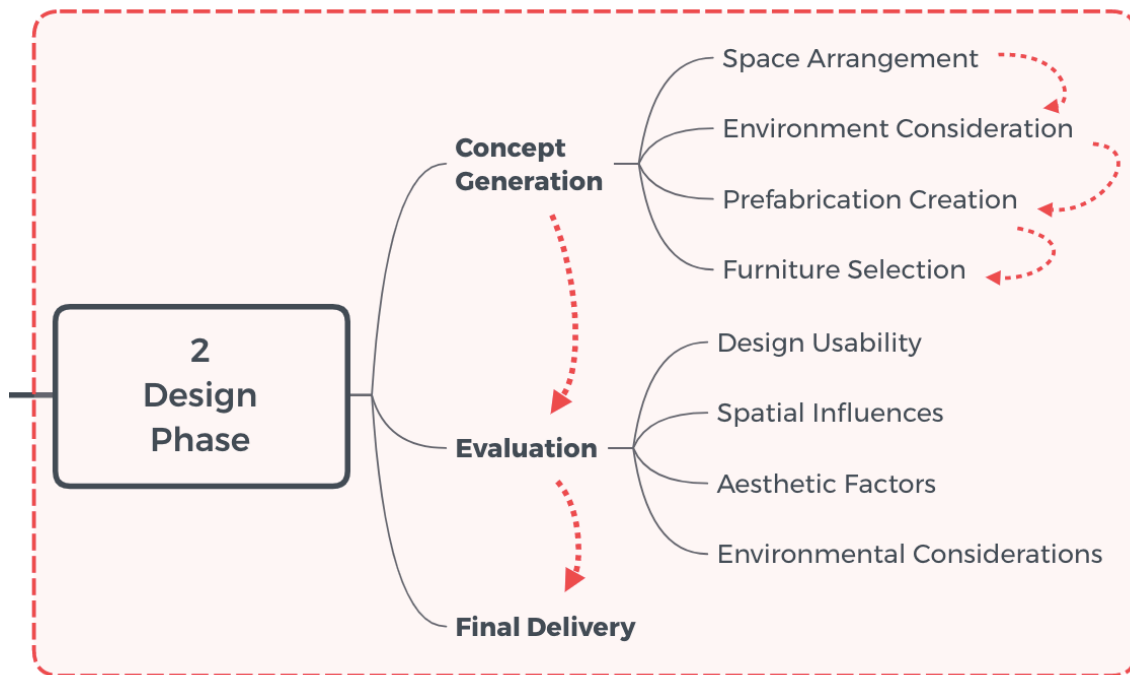 2
Design
Phase
Concept
Generation
Space Arrangement
Environment Consideration
Prefabrication Creation
Furniture Selection
Evaluation
Design Usability
Spatial Influences
Aesthetic Factors
Environmental Considerations
Final Delivery